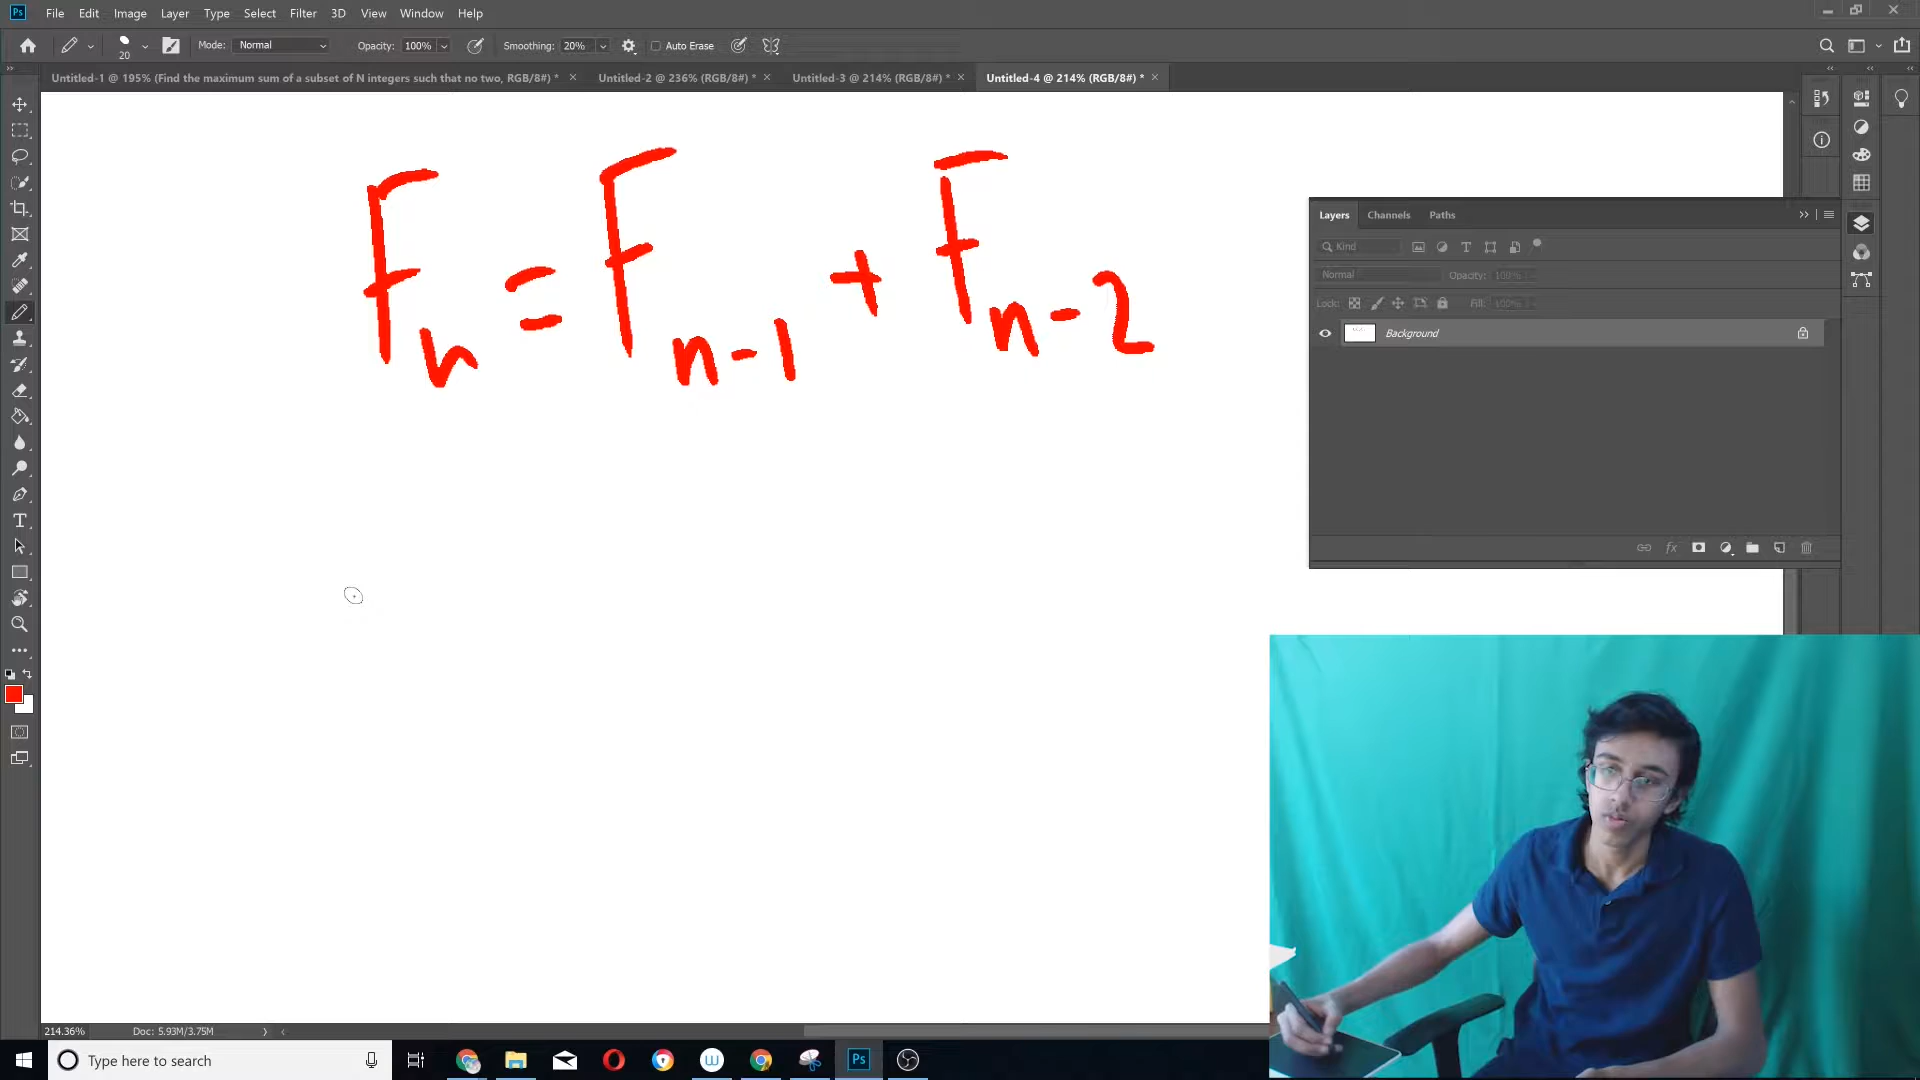 File Edit Image Layer Type Select Filter 3D View Window Help
20 Mode: Normal Opacity: 100% Smoothing: 20% Auto Erase
Untitled-1 @ 195% (Find the maximum sum of a subset of N integers such that no two, RGB/8#) * Untitled-2 @ 236% (RGB/8#) * Untitled-3 @ 214% (RGB/8#) * Untitled-4 @ 214% (RGB/8#) *
Fn = Fn-1 + Fn-2
Layers Channels Paths
Kind
Normal Opacity: 100%
Lock: Fill: 100%
Background
214.36% Doc: 5.93M/3.75M
Type here to search
Ps